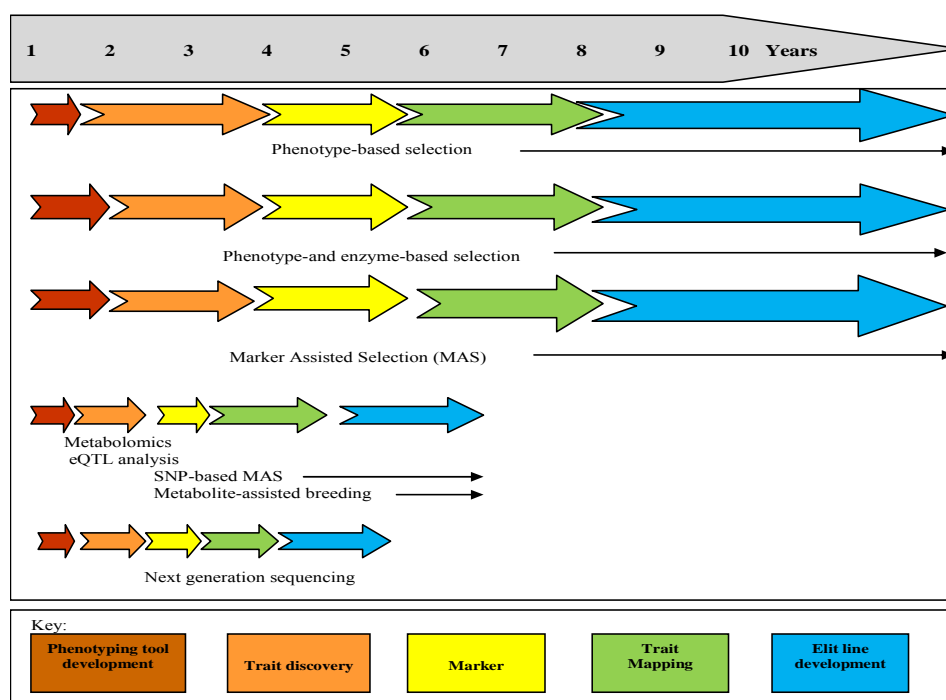 1 2 3 4 5 6 7 8 9 10 Years
Phenotype-based selection
Phenotype-and enzyme-based selection
Marker Assisted Selection (MAS)
Metabolomics
eQTL analysis
SNP-based MAS
Metabolite-assisted breeding
Next generation sequencing
Key:
Phenotyping tool
development
Trait discovery
Marker
Trait
Mapping
Elit line
development